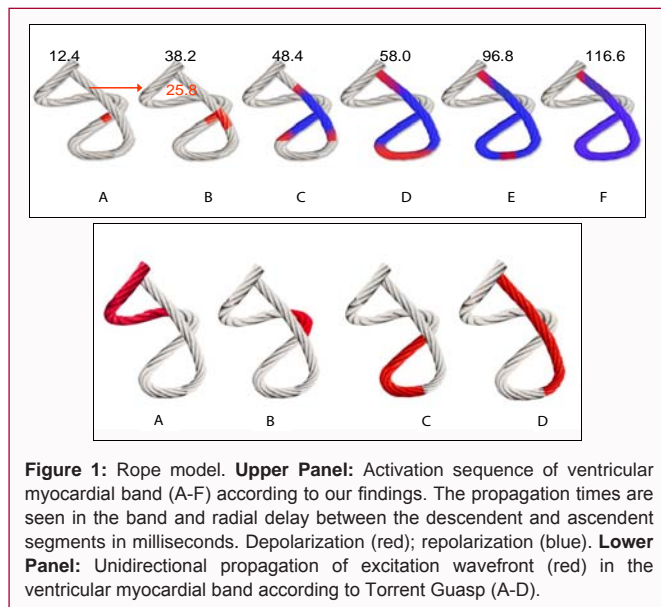 12.4 38.2 48.4 58.0 96.8 116.6
25.8
A B C D E F
A B C D
Figure 1: Rope model. Upper Panel: Activation sequence of ventricular
myocardial band (A-F) according to our findings. The propagation times are
seen in the band and radial delay between the descendent and ascendent
segments in milliseconds. Depolarization (red); repolarization (blue). Lower
Panel: Unidirectional propagation of excitation wavefront (red) in the
ventricular myocardial band according to Torrent Guasp (A-D).